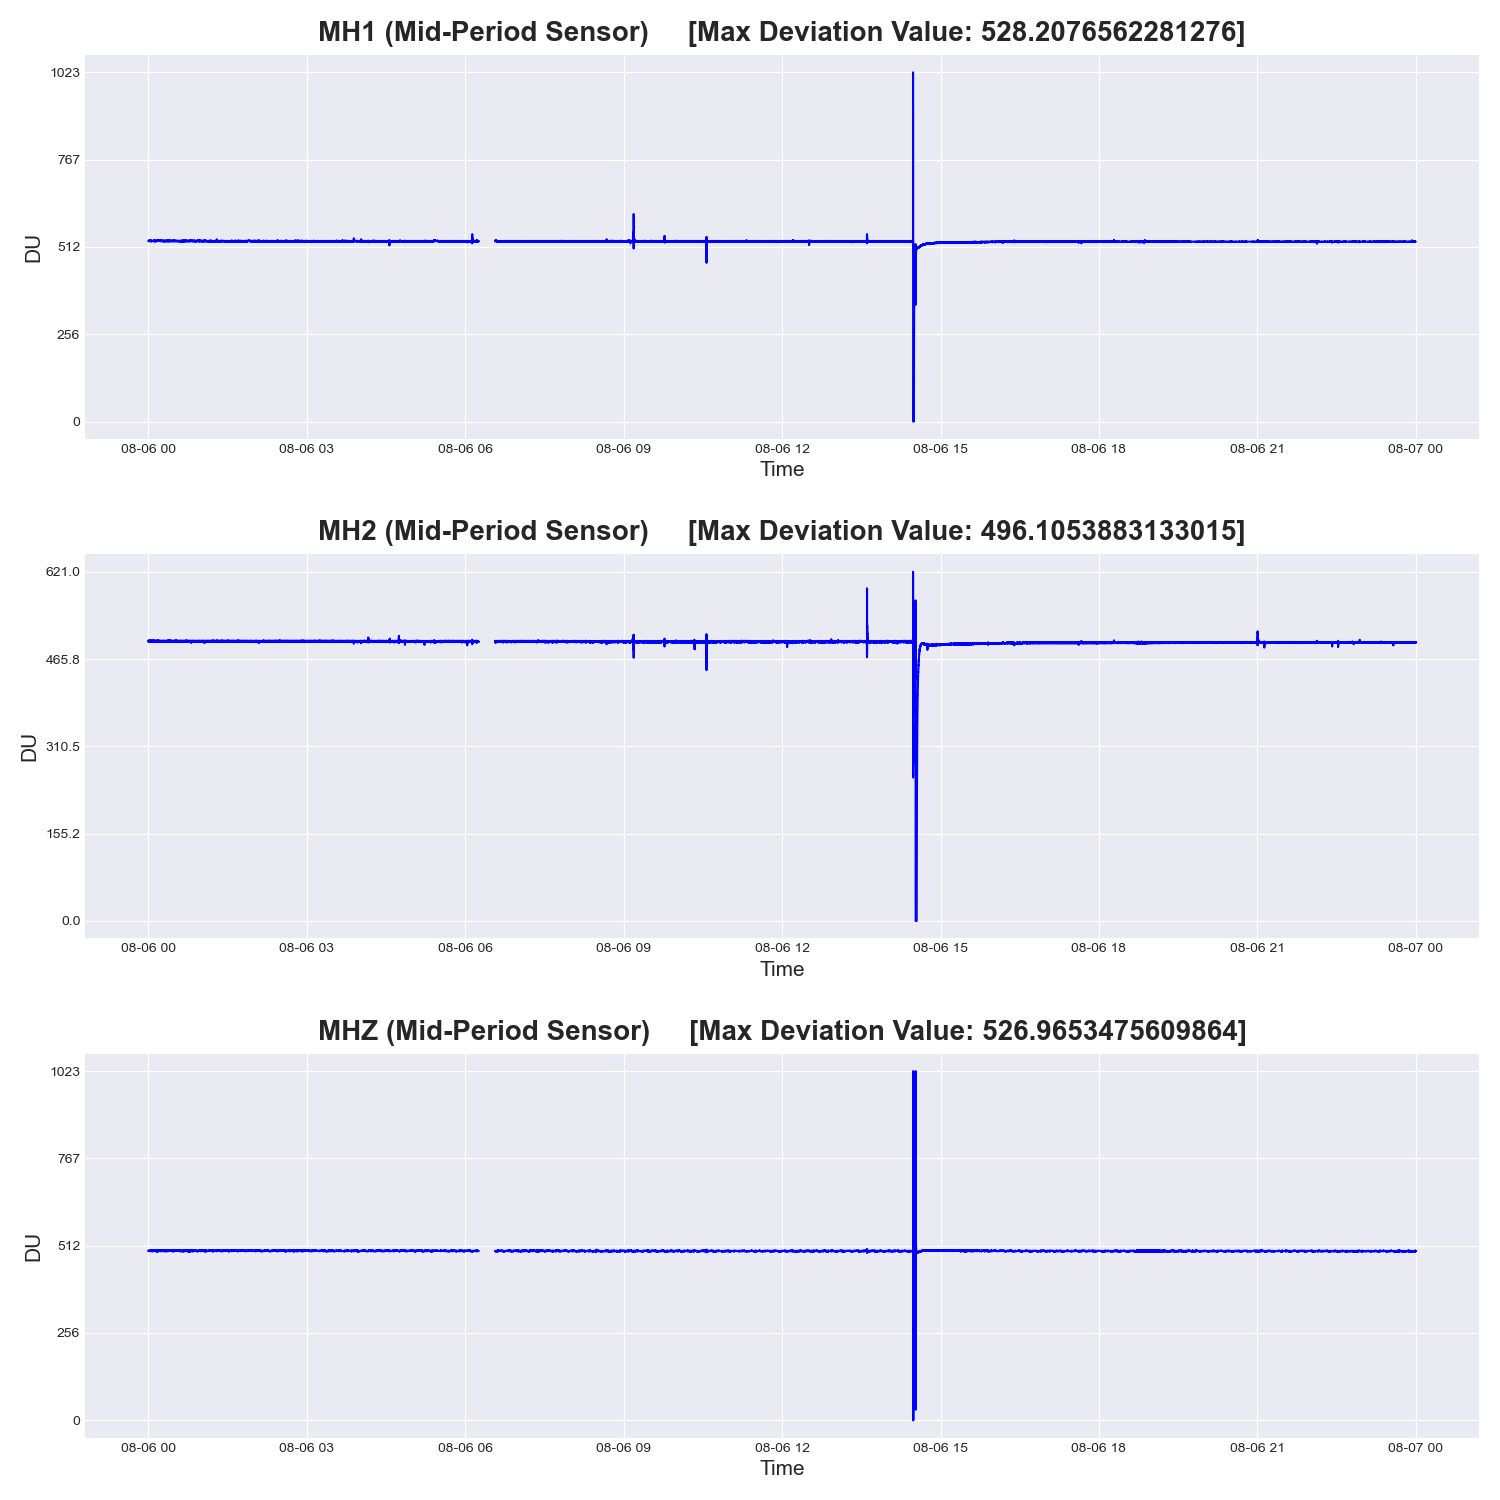 MH1 (Mid-Period Sensor) [Max Deviation Value: 528.2076562281276]
1023
767
512
256
0
DU
08-06 00 08-06 03 08-06 06 08-06 09 08-06 12 08-06 15 08-06 18 08-06 21 08-07 00
Time
MH2 (Mid-Period Sensor) [Max Deviation Value: 496.1053883133015]
621.0
465.8
310.5
155.2
0.0
DU
08-06 00 08-06 03 08-06 06 08-06 09 08-06 12 08-06 15 08-06 18 08-06 21 08-07 00
Time
MHZ (Mid-Period Sensor) [Max Deviation Value: 526.9653475609864]
1023
767
512
256
0
DU
08-06 00 08-06 03 08-06 06 08-06 09 08-06 12 08-06 15 08-06 18 08-06 21 08-07 00
Time